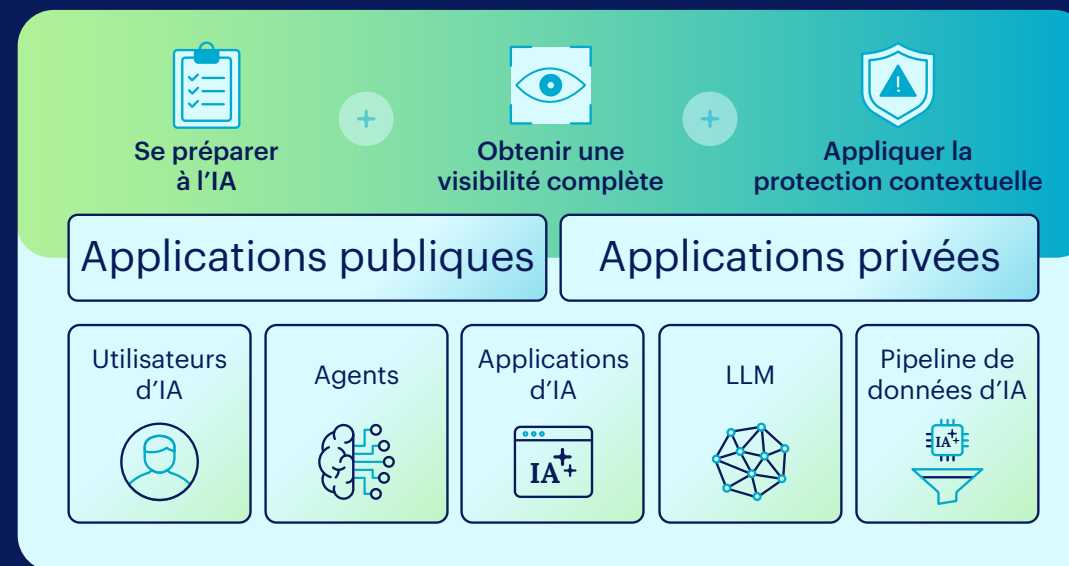 Se préparer
à l’IA
+
Obtenir une
visibilité complète
+
Appliquer la
protection contextuelle
Applications publiques
Applications privées
Utilisateurs
d’IA
Agents
Applications
d’IA
IA
LLM
Pipeline de
données d’IA
IA